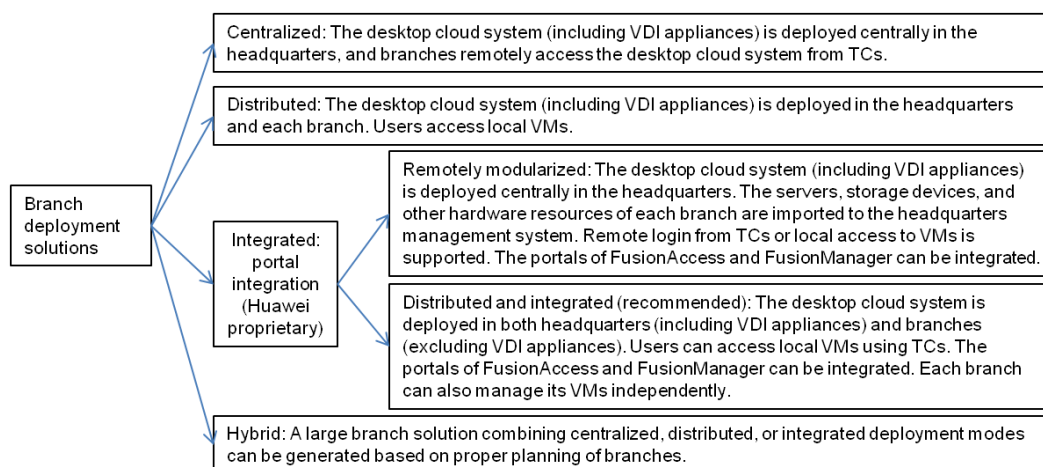 Centralized: The desktop cloud system (including VDI appliances) is deployed centrally in the
headquarters, and branches remotely access the desktop cloud system from TCs.
Distributed: The desktop cloud system (including VDI appliances) is deployed in the headquarters
and each branch. Users access local VMs.
Branch
deployment
solutions
Integrated:
portal
integration
(Huawei
proprietary)
Remotely modularized: The desktop cloud system (including VDI appliances)
is deployed centrally in the headquarters. The servers, storage devices, and
other hardware resources of each branch are imported to the headquarters
management system. Remote login from TCs or local access to VMs is
supported. The portals of FusionAccess and FusionManager can be integrated.
Distributed and integrated (recommended): The desktop cloud system is
deployed in both headquarters (including VDI appliances) and branches
(excluding VDI appliances). Users can access local VMs using TCs. The
portals of FusionAccess and FusionManager can be integrated. Each branch
can also manage its VMs independently.
Hybrid: A large branch solution combining centralized, distributed, or integrated deployment modes
can be generated based on proper planning of branches.